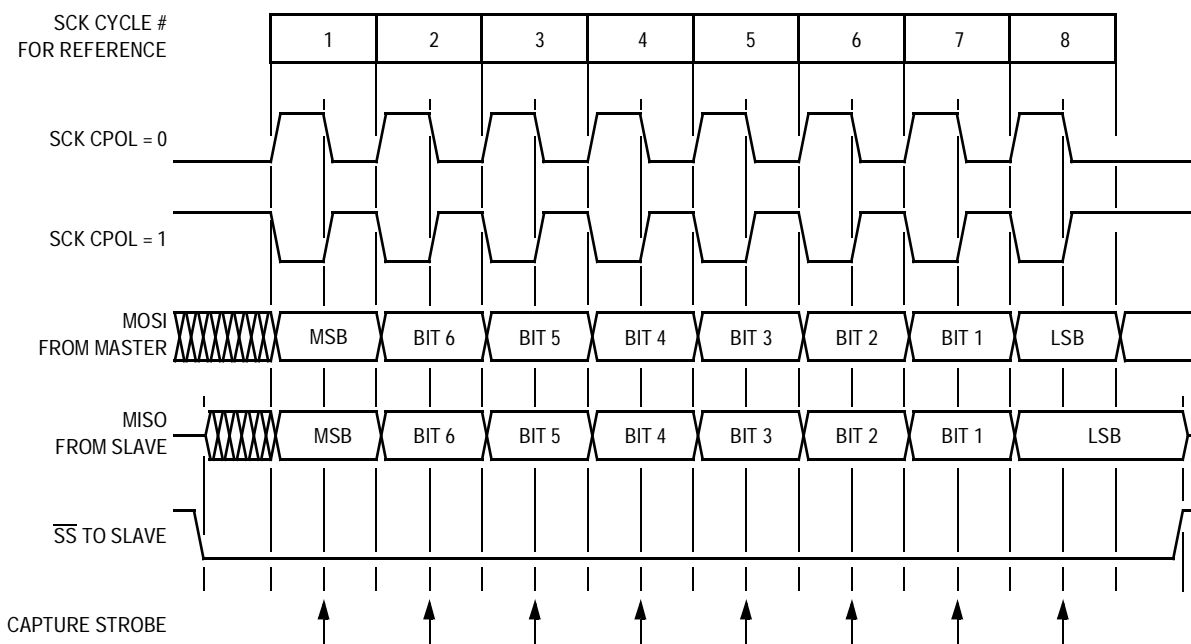 SCK CYCLE #
FOR REFERENCE
1 2 3 4 5 6 7 8
SCK CPOL = 0
SCK CPOL = 1
MOSI
FROM MASTER
MSB BIT 6 BIT 5 BIT 4 BIT 3 BIT 2 BIT 1 LSB
MISO
FROM SLAVE
MSB BIT 6 BIT 5 BIT 4 BIT 3 BIT 2 BIT 1 LSB
S̅S̅ TO SLAVE
CAPTURE STROBE